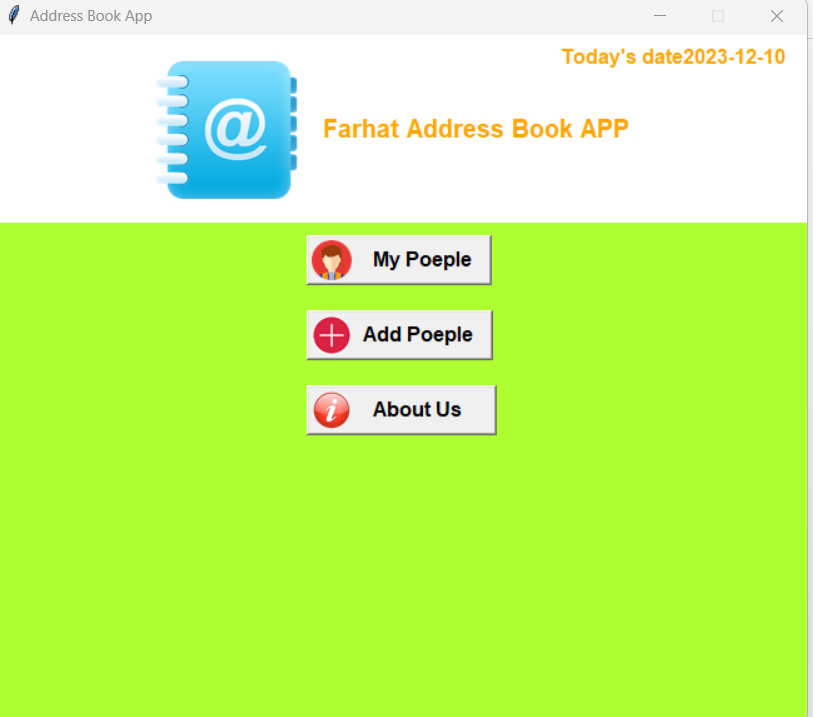 Address Book App
Today's date2023-12-10
@
Farhat Address Book APP
My Poeple
Add Poeple
i
About Us